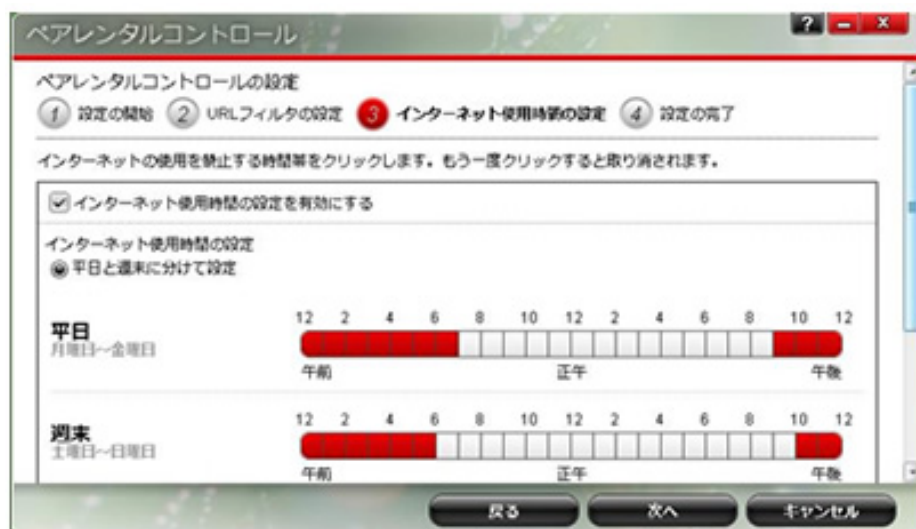 ペアレンタルコントロール
ペアレンタルコントロールの設定
1 設定の開始 2 URLフィルタの設定 3 インターネット使用時間の設定 4 設定の完了
インターネットの使用を禁止する時間帯をクリックします。もう一度クリックすると取り消されます。
インターネット使用時間の設定を有効にする
インターネット使用時間の設定
平日と週末に分けて設定
12 2 4 6 8 10 12 2 4 6 8 10 12
平日
月曜日~金曜日
午前 正午 午後
12 2 4 6 8 10 12 2 4 6 8 10 12
週末
土曜日~日曜日
午前 正午 午後
戻る 次へ キャンセル